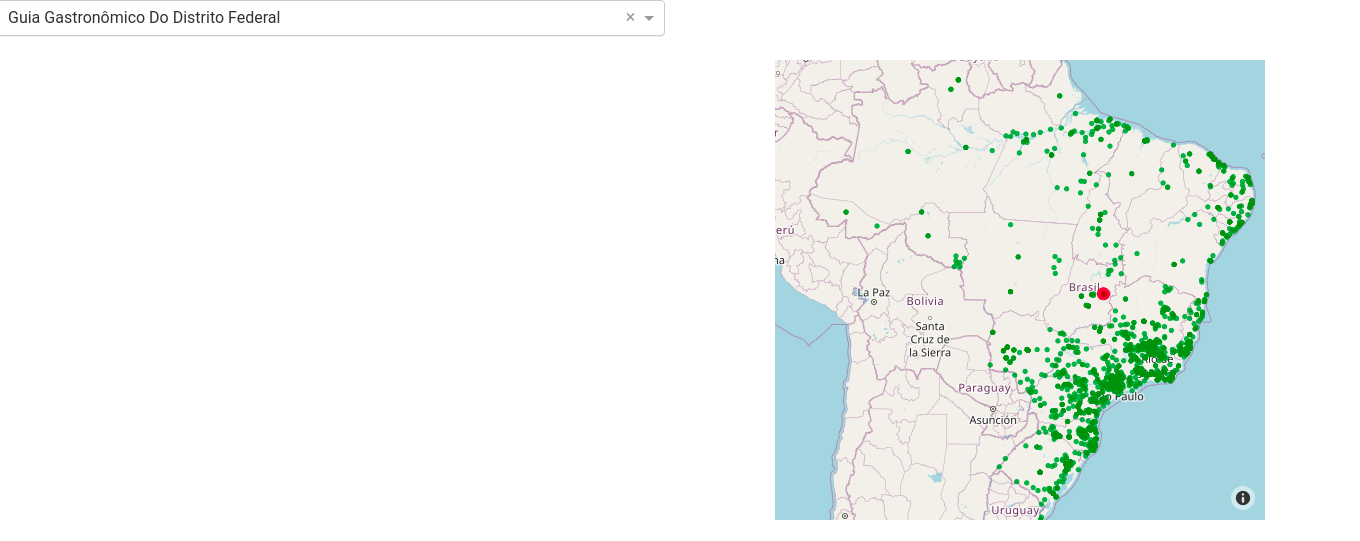 Guia Gastronômico Do Distrito Federal
×
erú
La Paz
Bolivia
Brasil
Santa
Cruz de
la Sierra
Paraguay
Paulo
Asunción
Uruguay